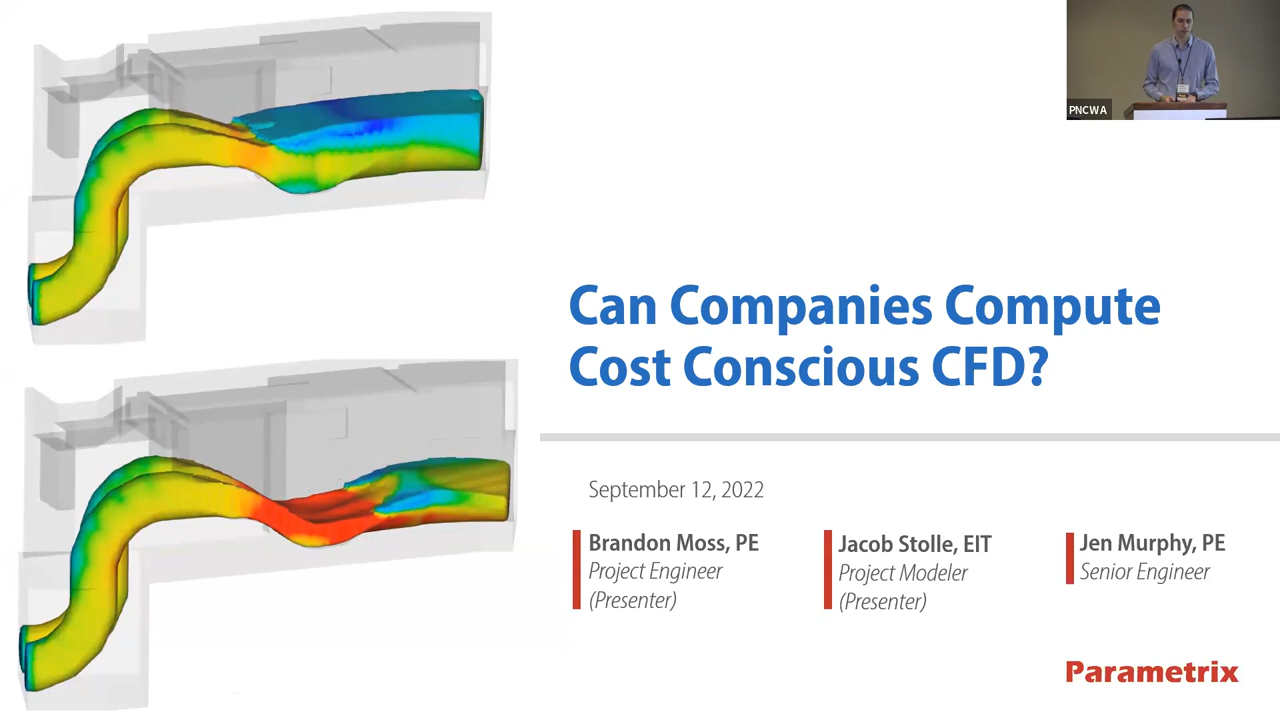 PNCWA
Can Companies Compute
Cost Conscious CFD?
September 12, 2022
Brandon Moss, PE
Project Engineer
(Presenter)
Jacob Stolle, EIT
Project Modeler
(Presenter)
Jen Murphy, PE
Senior Engineer
Parametrix